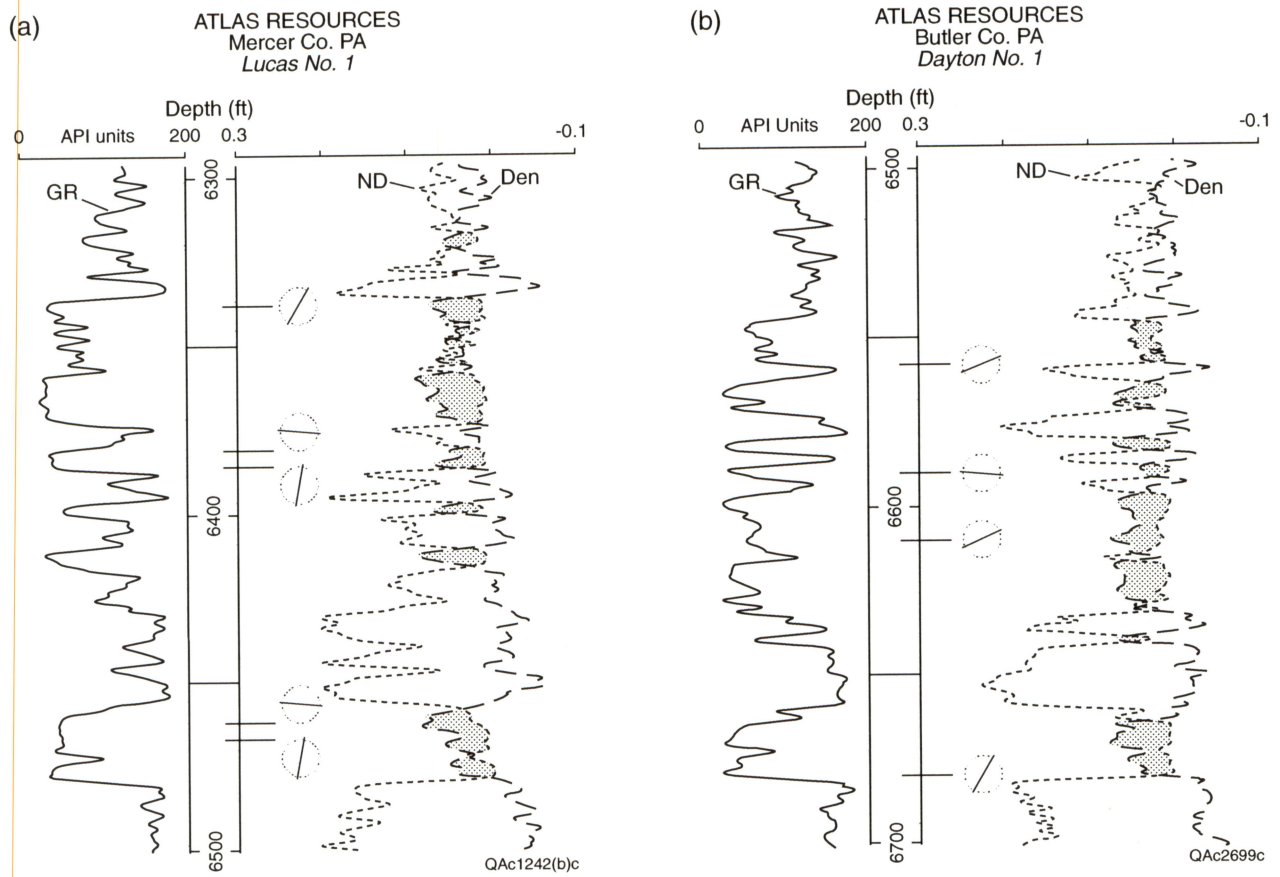 (a)
ATLAS RESOURCES
Mercer Co. PA
Lucas No. 1
Depth (ft)
0 API units 200 0.3 -0.1
GR
ND
Den
6300
6400
6500
QAc1242(b)c
(b)
ATLAS RESOURCES
Butler Co. PA
Dayton No. 1
Depth (ft)
0 API Units 200 0.3 -0.1
GR
ND
Den
6500
6600
6700
QAc2699c